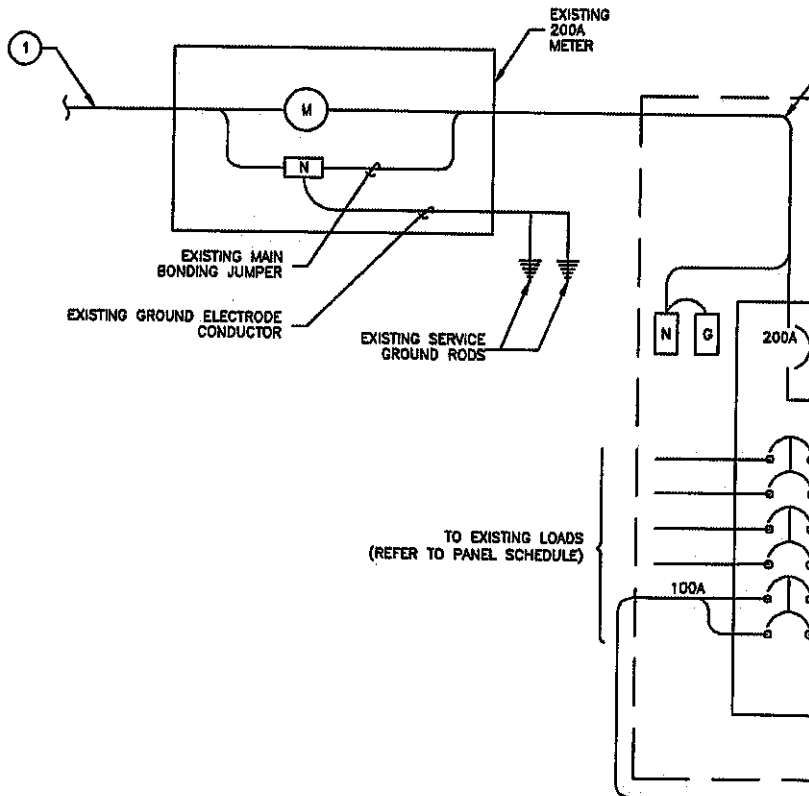 1
EXISTING
200A
METER
M
N
EXISTING MAIN
BONDING JUMPER
EXISTING GROUND ELECTRODE
CONDUCTOR
EXISTING SERVICE
GROUND RODS
N
G
200A
TO EXISTING LOADS
(REFER TO PANEL SCHEDULE)
100A